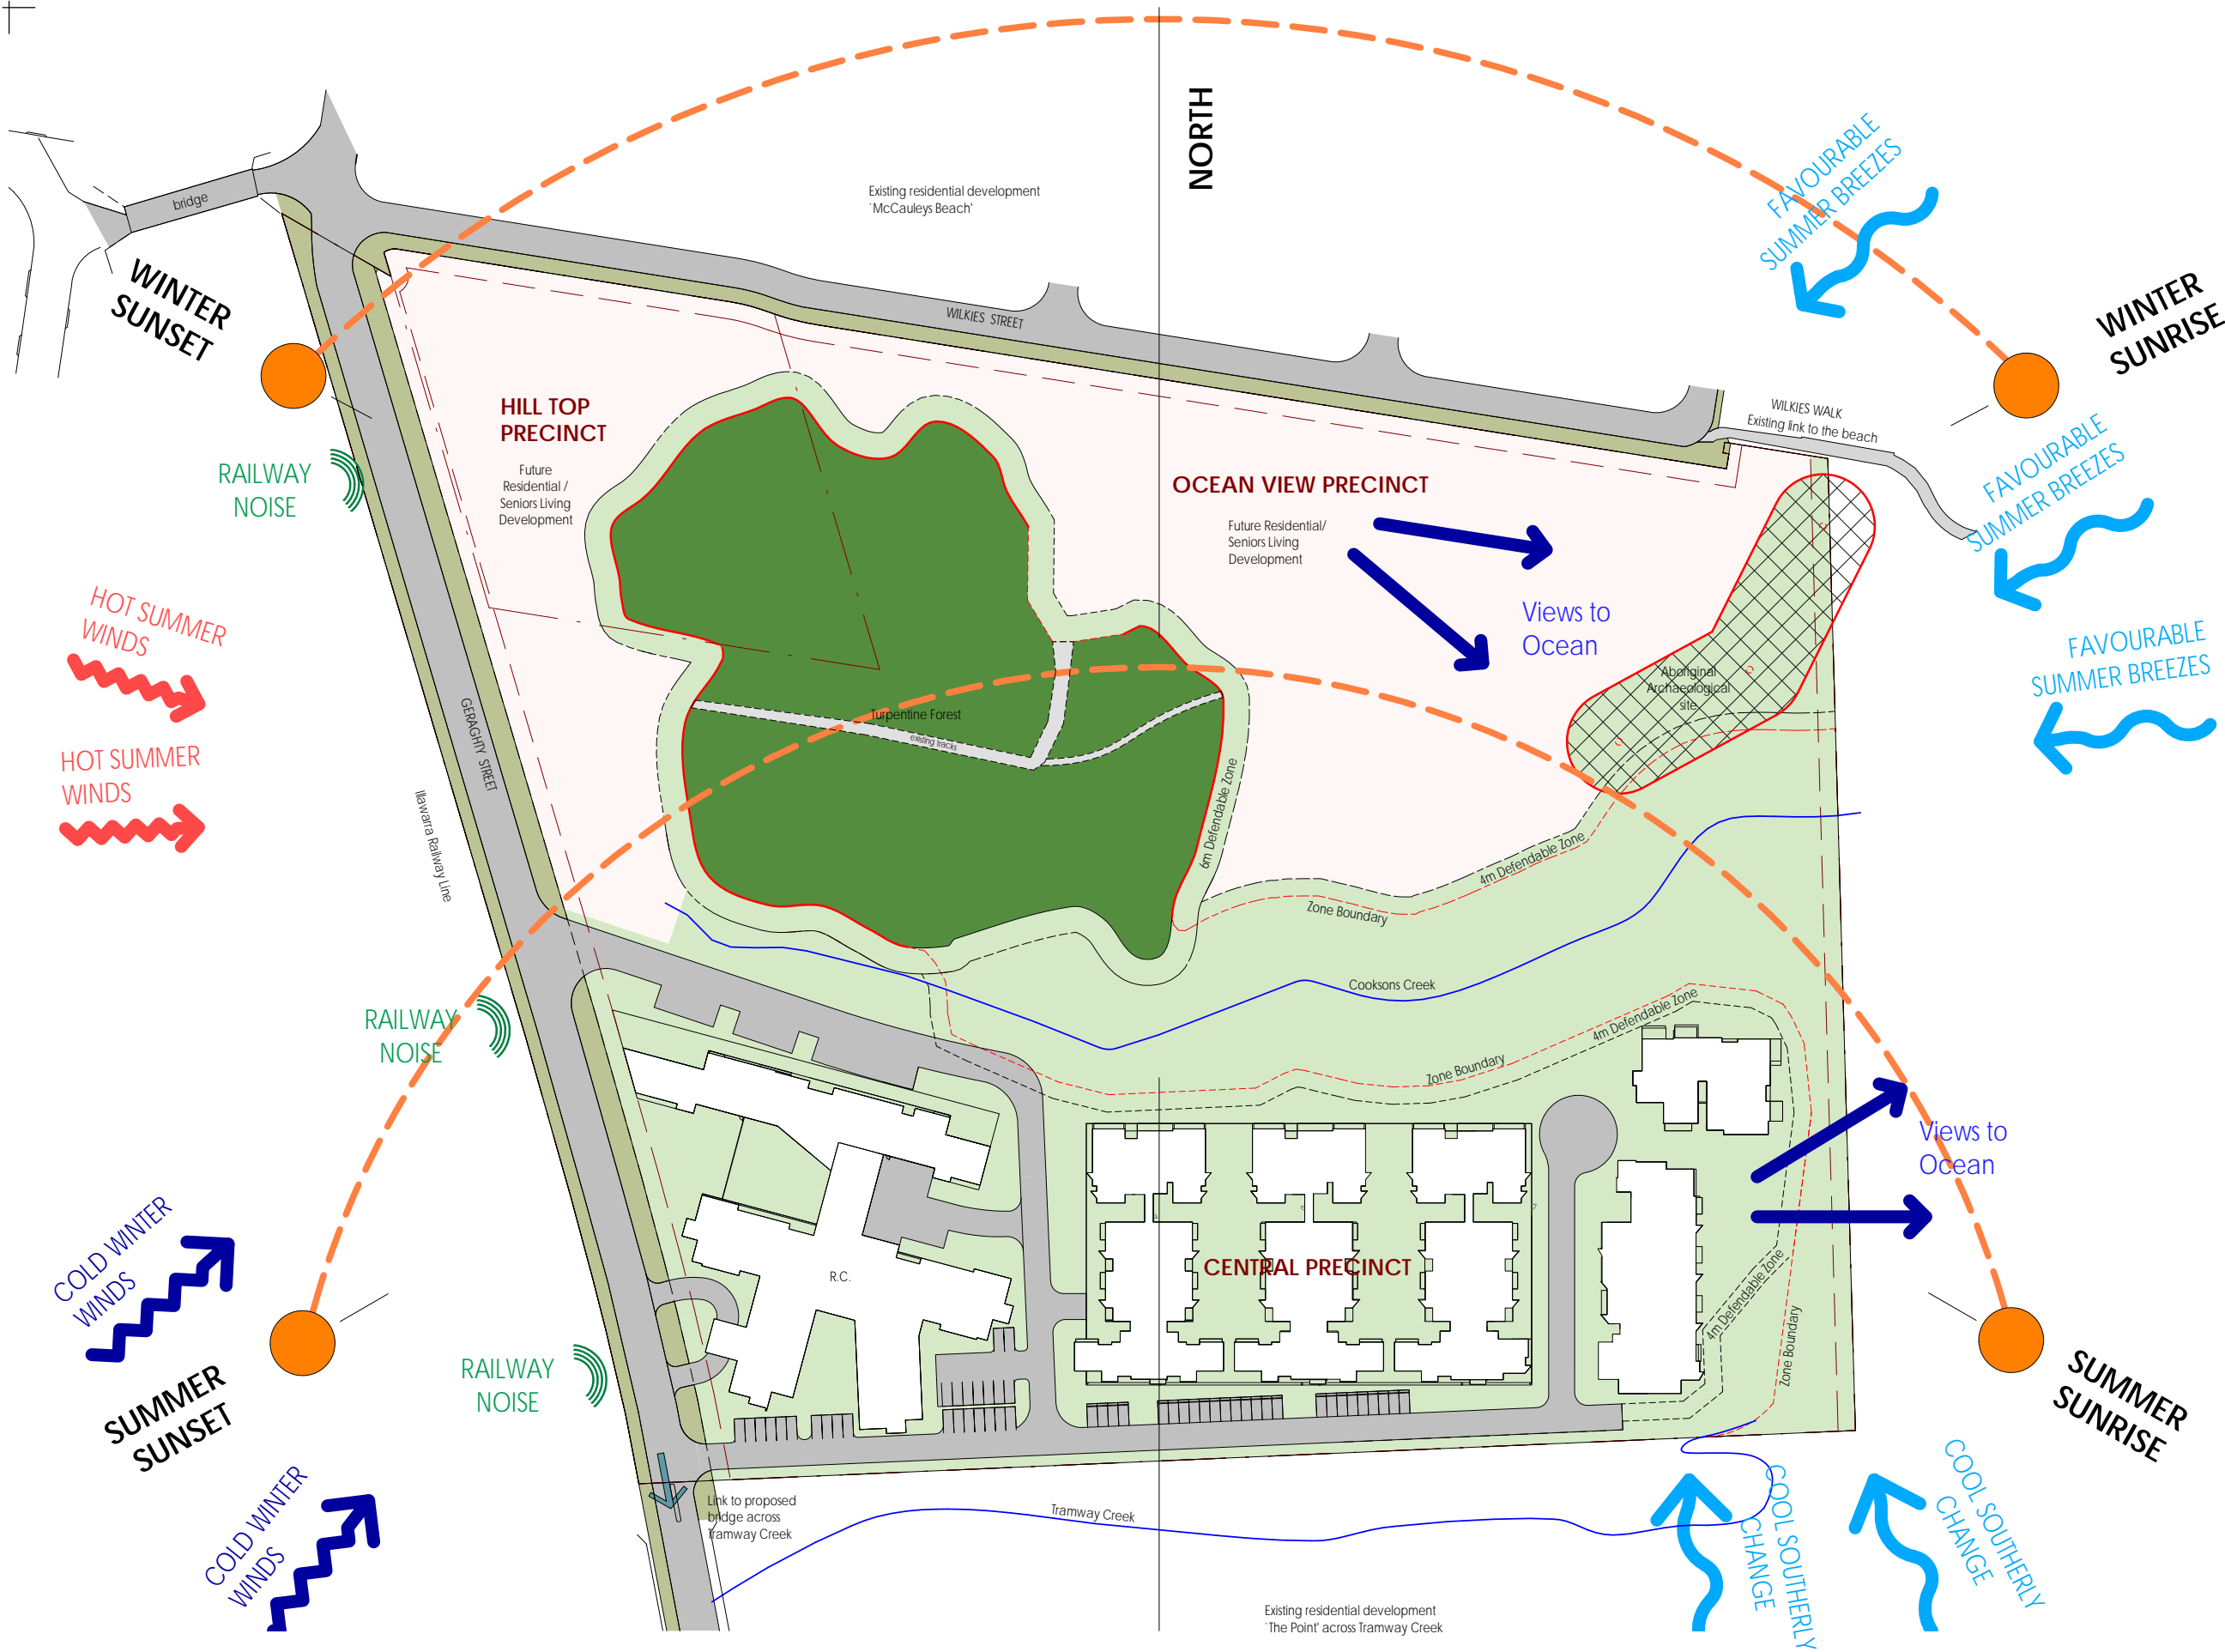 NORTH
FAVOURABLE
SUMMER BREEZES
Existing residential development
`McCauleys Beach'
bridge
WINTER
SUNSET
WINTER
SUNRISE
WILKIES STREET
WILKIES WALK
Existing link to the beach
HILL TOP
PRECINCT
Future
Residential /
Seniors Living
Development
RAILWAY
NOISE
OCEAN VIEW PRECINCT
Future Residential/
Seniors Living
Development
FAVOURABLE
SUMMER BREEZES
Views to
Ocean
HOT SUMMER
WINDS
FAVOURABLE
SUMMER BREEZES
Aboriginal
Archaeological
site
Turpentine Forest
existing tracks
GERAGHTY STREET
HOT SUMMER
WINDS
Illawarra Railway Line
6m Defendable Zone
4m Defendable Zone
Zone Boundary
Cooksons Creek
4m Defendable Zone
Zone Boundary
RAILWAY
NOISE
Views to
Ocean
COLD WINTER
WINDS
R.C.
CENTRAL PRECINCT
4m Defendable Zone
Zone Boundary
SUMMER
SUNSET
RAILWAY
NOISE
SUMMER
SUNRISE
COLD WINTER
WINDS
Link to proposed
bridge across
Tramway Creek
Tramway Creek
COOL SOUTHERLY
CHANGE
COOL SOUTHERLY
CHANGE
Existing residential development
`The Point' across Tramway Creek